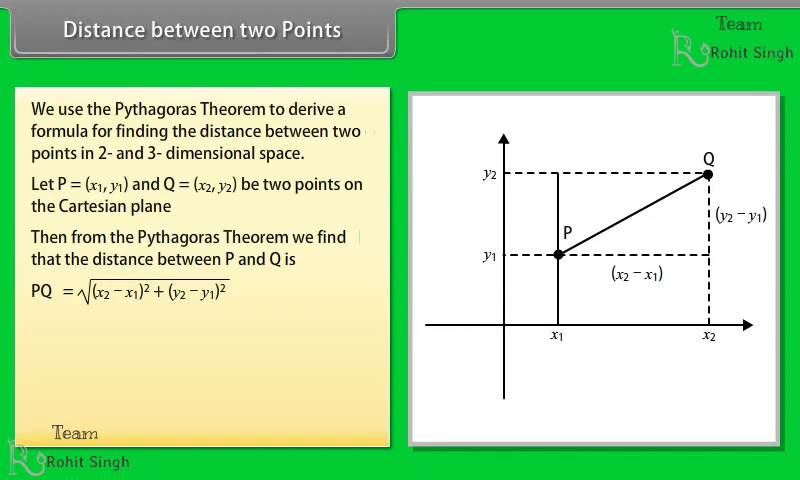 Distance between two Points
Team
Rohit Singh
We use the Pythagoras Theorem to derive a
formula for finding the distance between two
points in 2- and 3- dimensional space.
Let P = (x₁, y₁) and Q = (x₂, y₂) be two points on
the Cartesian plane
Then from the Pythagoras Theorem we find
that the distance between P and Q is
PQ = √(x₂ − x₁)² + (y₂ − y₁)²
Q
y₂
(y₂ − y₁)
P
y₁
(x₂ − x₁)
x₁ x₂
Team
Rohit Singh